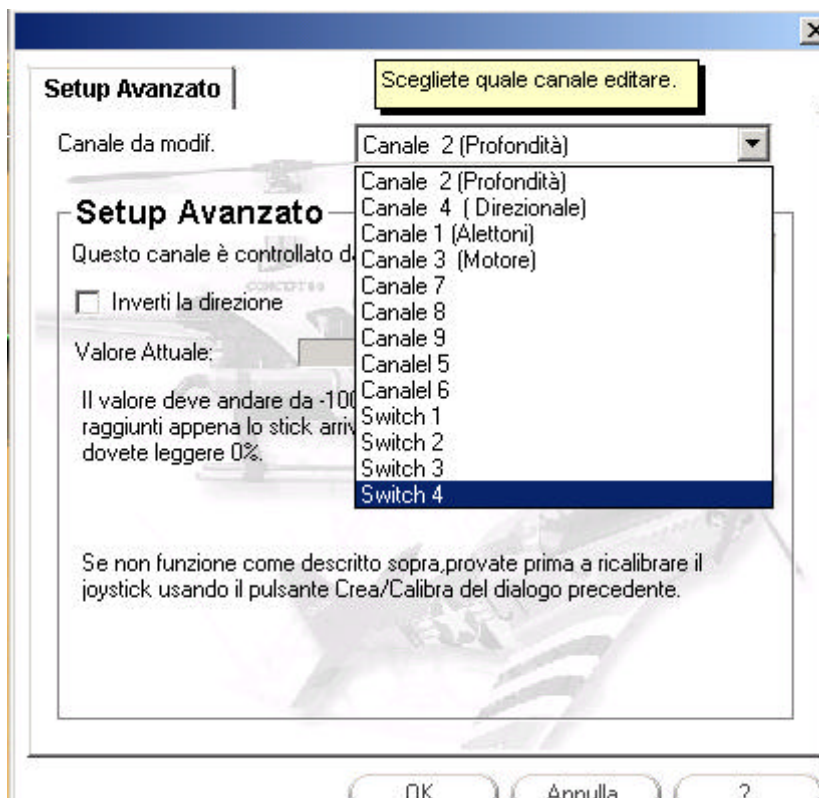 Setup Avanzato
Scegliete quale canale editare.
Canale da modif.
Canale 2 (Profondità)
Canale 2 (Profondità)
Canale 4 ( Direzionale)
Canale 1 (Alettoni)
Canale 3 (Motore)
Canale 7
Canale 8
Canale 9
Canalel 5
Canalel 6
Switch 1
Switch 2
Switch 3
Switch 4
Setup Avanzato
Questo canale è controllato
Inverti la direzione
Valore Attuale:
Il valore deve andare da -100
raggiunti appena lo stick
dovete leggere 0%.
Se non funzione come descritto sopra,provate prima a ricalibrare il
joystick usando il pulsante Crea/Calibra del dialogo precedente.
OK
Annulla
?